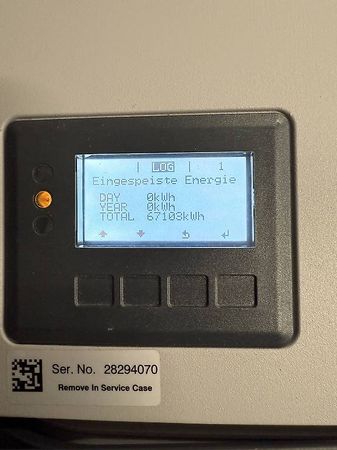 | LOG | 1
Eingespeiste Energie
DAY 0kWh
YEAR 0kWh
TOTAL 67103kWh
Ser. No. 28294070
Remove In Service Case